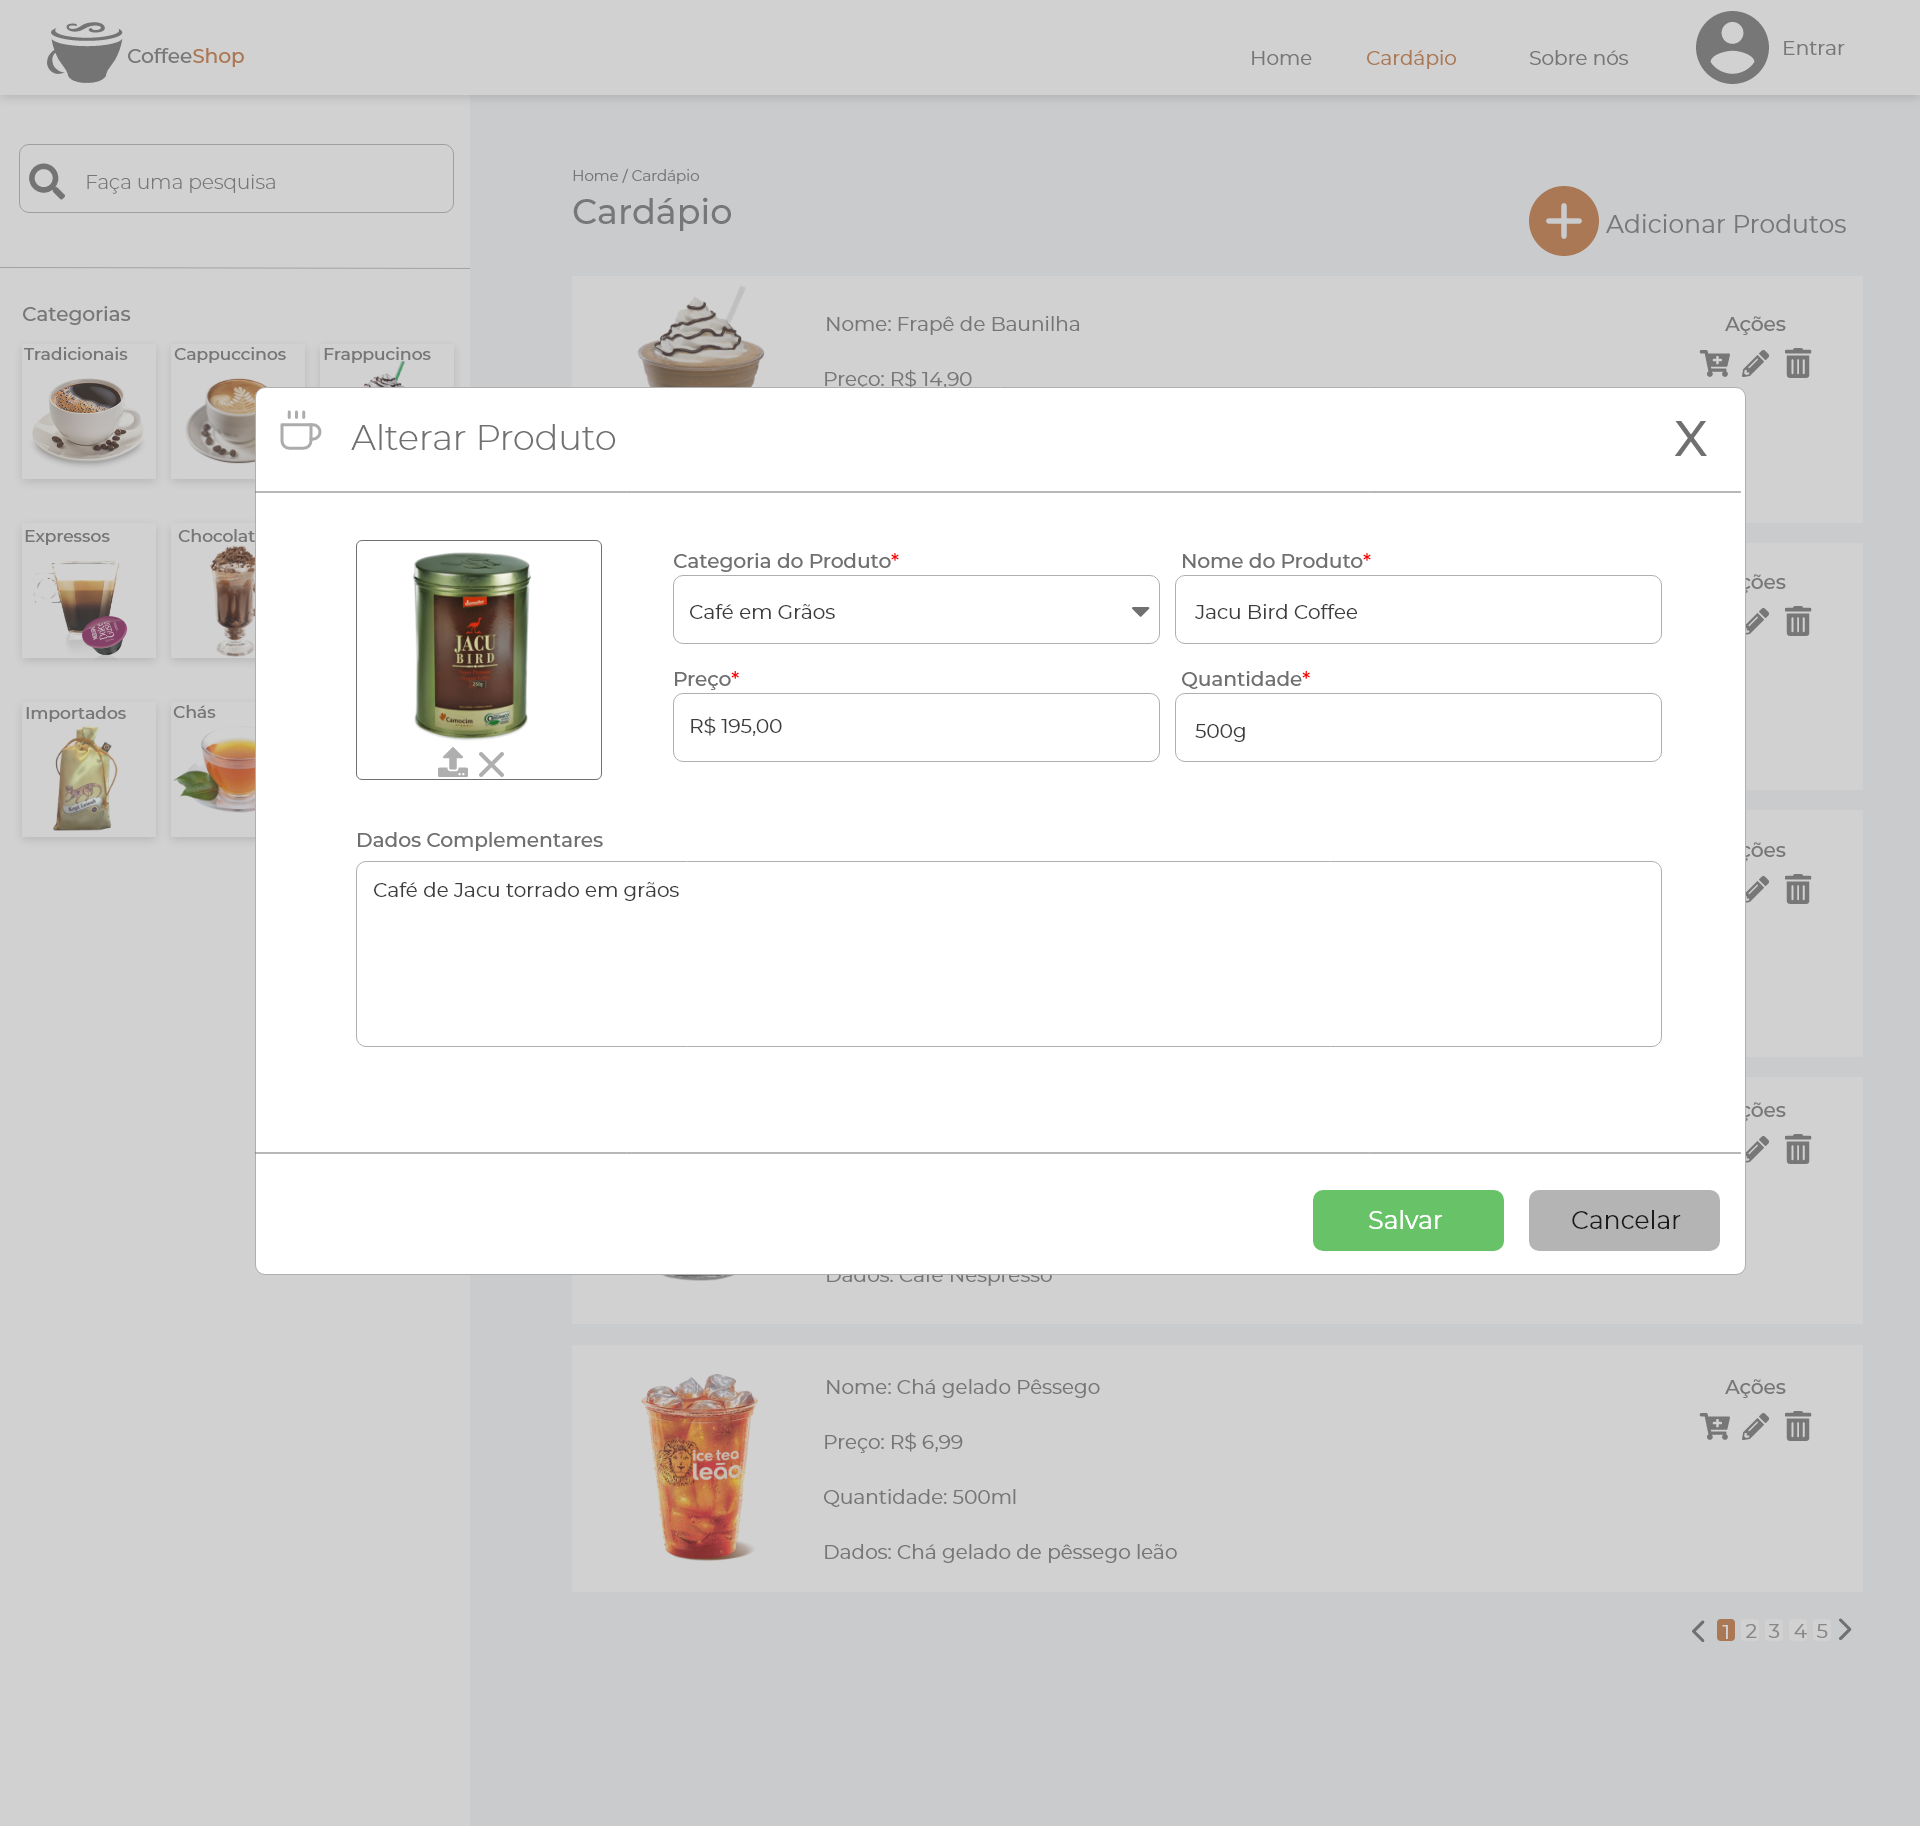 CoffeeShop
Home
Cardápio
Sobre nós
Entrar
Faça uma pesquisa
Home / Cardápio
Cardápio
Adicionar Produtos
Categorias
Tradicionais
Cappuccinos
Frappucinos
Nome: Frapê de Baunilha
Preço: R$ 14,90
Ações
Alterar Produto
X
Expressos
Chocolat
ções
Categoria do Produto*
Nome do Produto*
Café em Grãos
Jacu Bird Coffee
JACU
BIRD
250g
Camocim
Preço*
Quantidade*
R$ 195,00
500g
Importados
Chás
Dados Complementares
ções
Café de Jacu torrado em grãos
ções
Salvar
Cancelar
Dados: Café Nespresso
Nome: Chá gelado Pêssego
Ações
Preço: R$ 6,99
ice tea
leão
Quantidade: 500ml
Dados: Chá gelado de pêssego leão
1 2 3 4 5